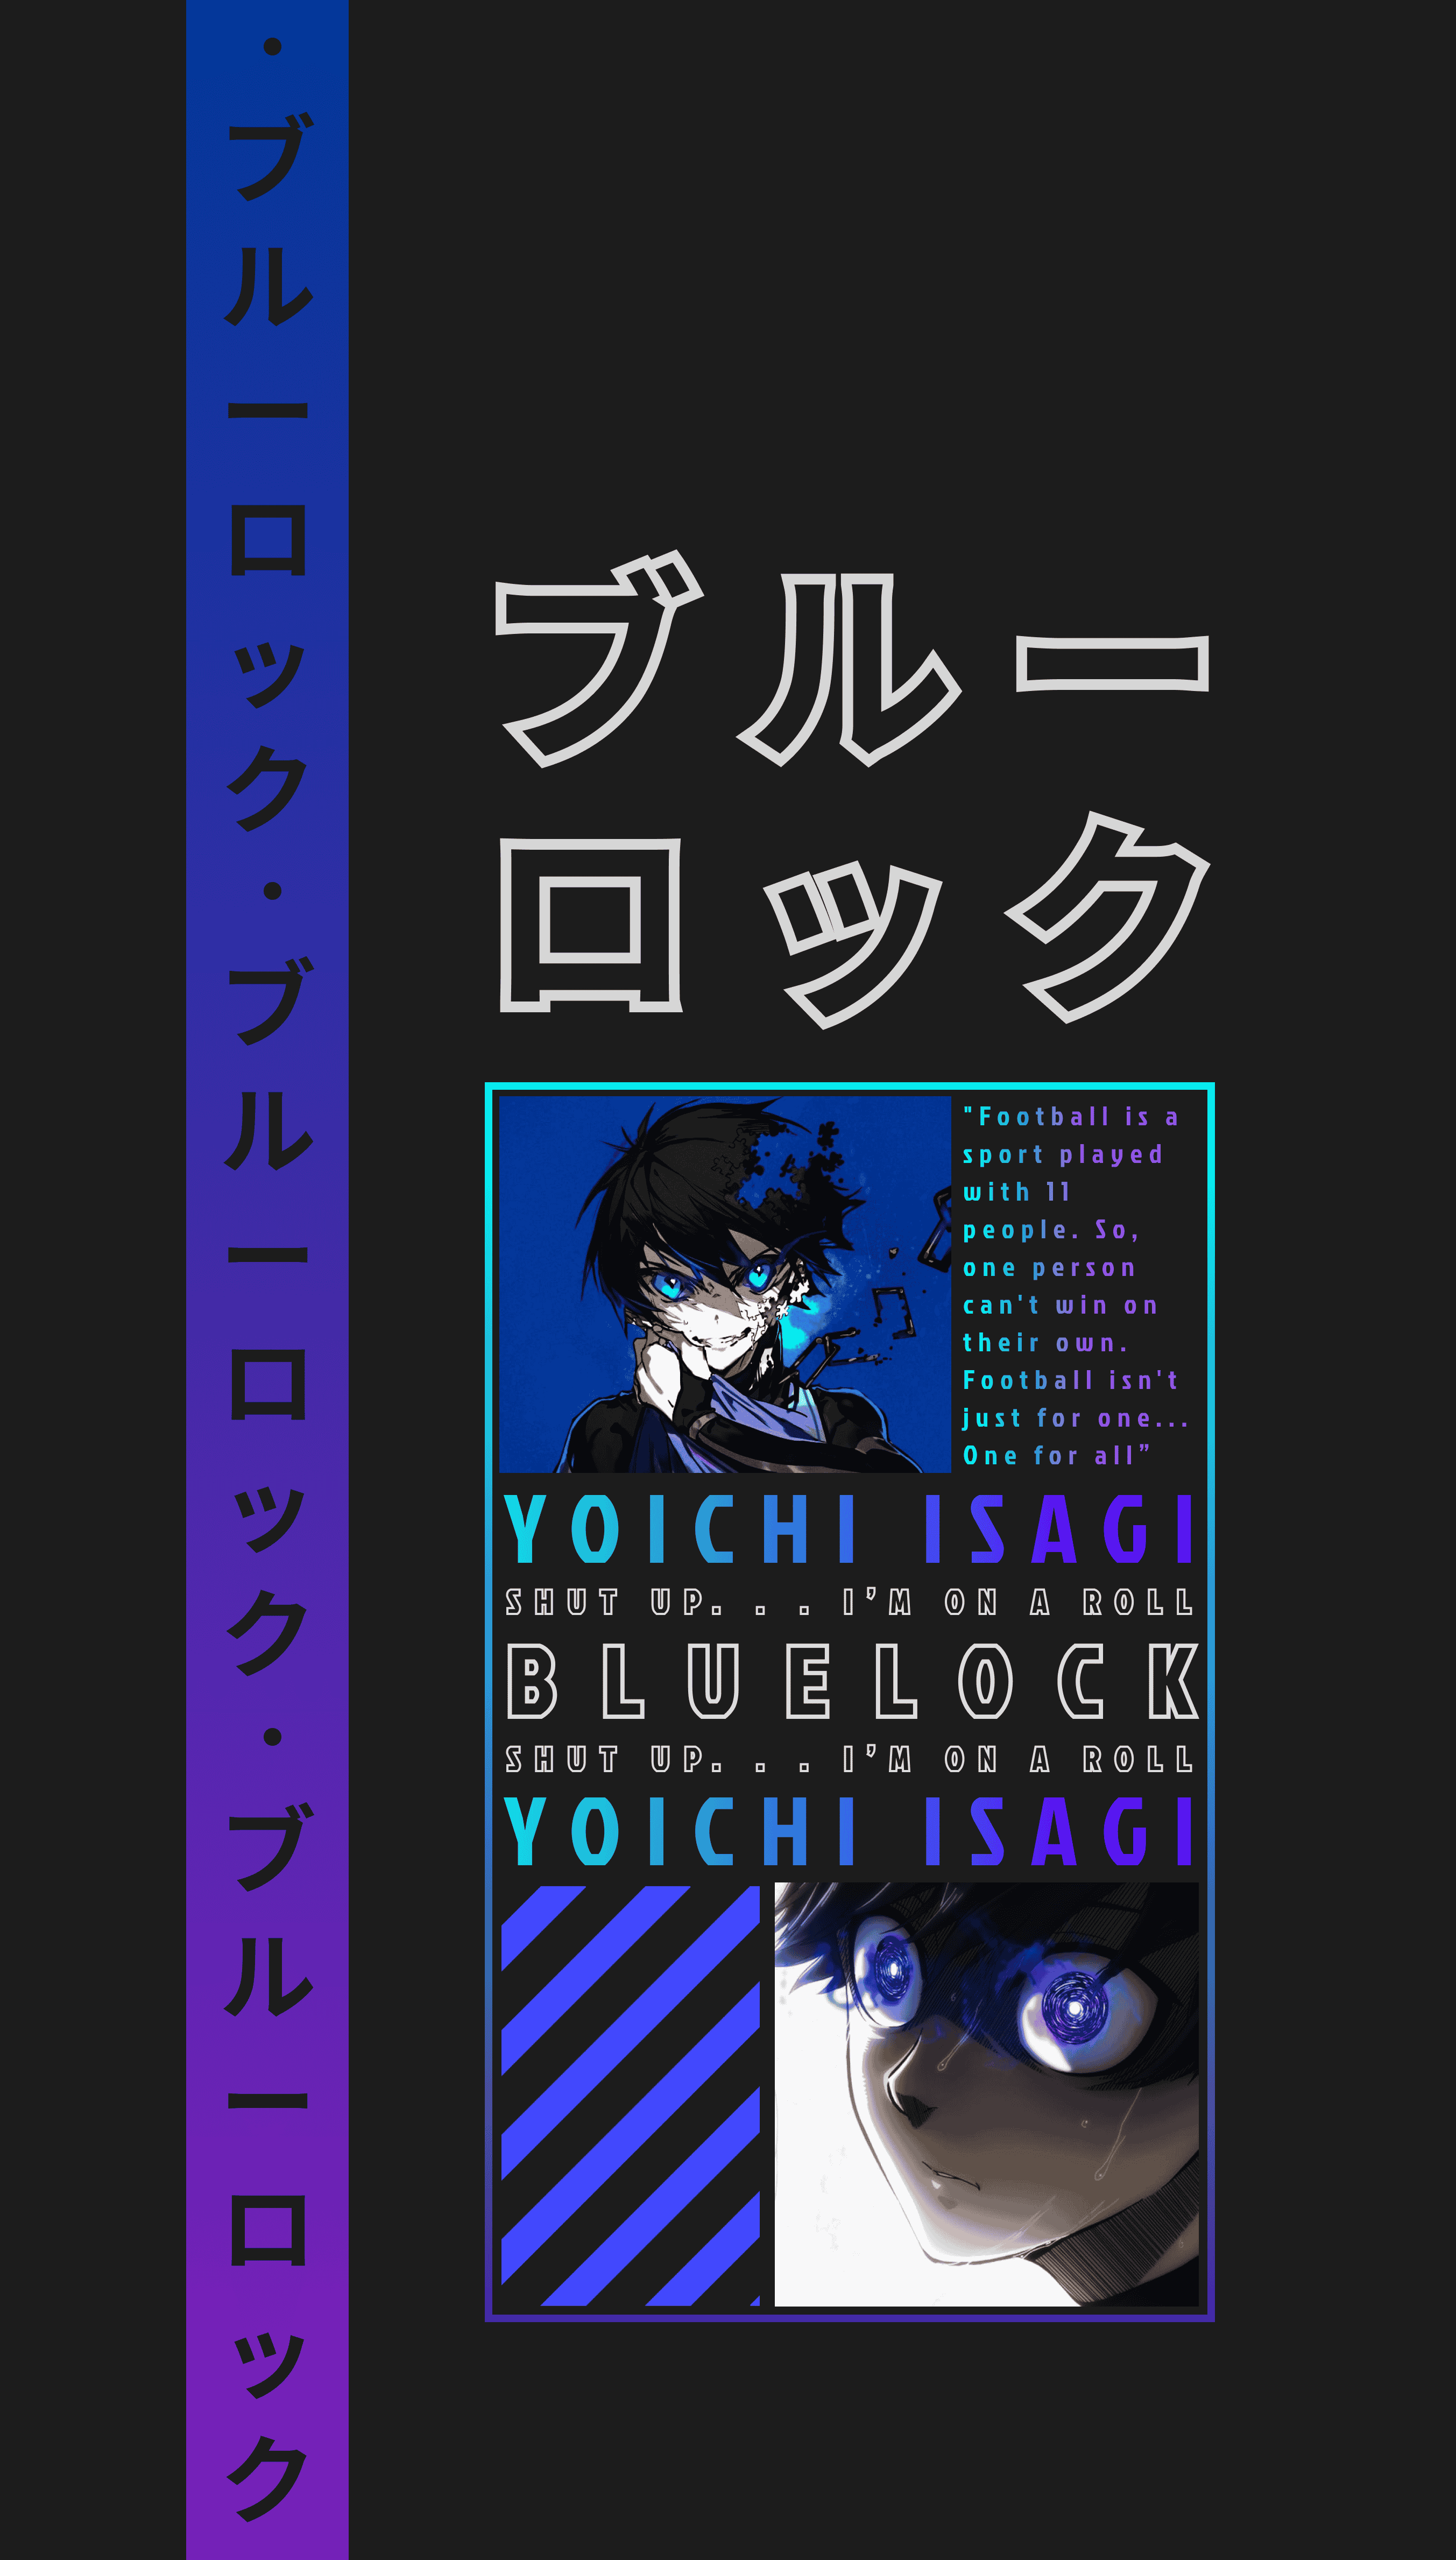 ・ブルーロック・ブルーロック・ブルーロック
ブルー
ロック
"Football is a
sport played
with 11
people. So,
one person
can't win on
their own.
Football isn't
just for one...
One for all”
YOICHI ISAGI
SHUT UP. . . I’M ON A ROLL
BLUELOCK
SHUT UP. . . I’M ON A ROLL
YOICHI ISAGI